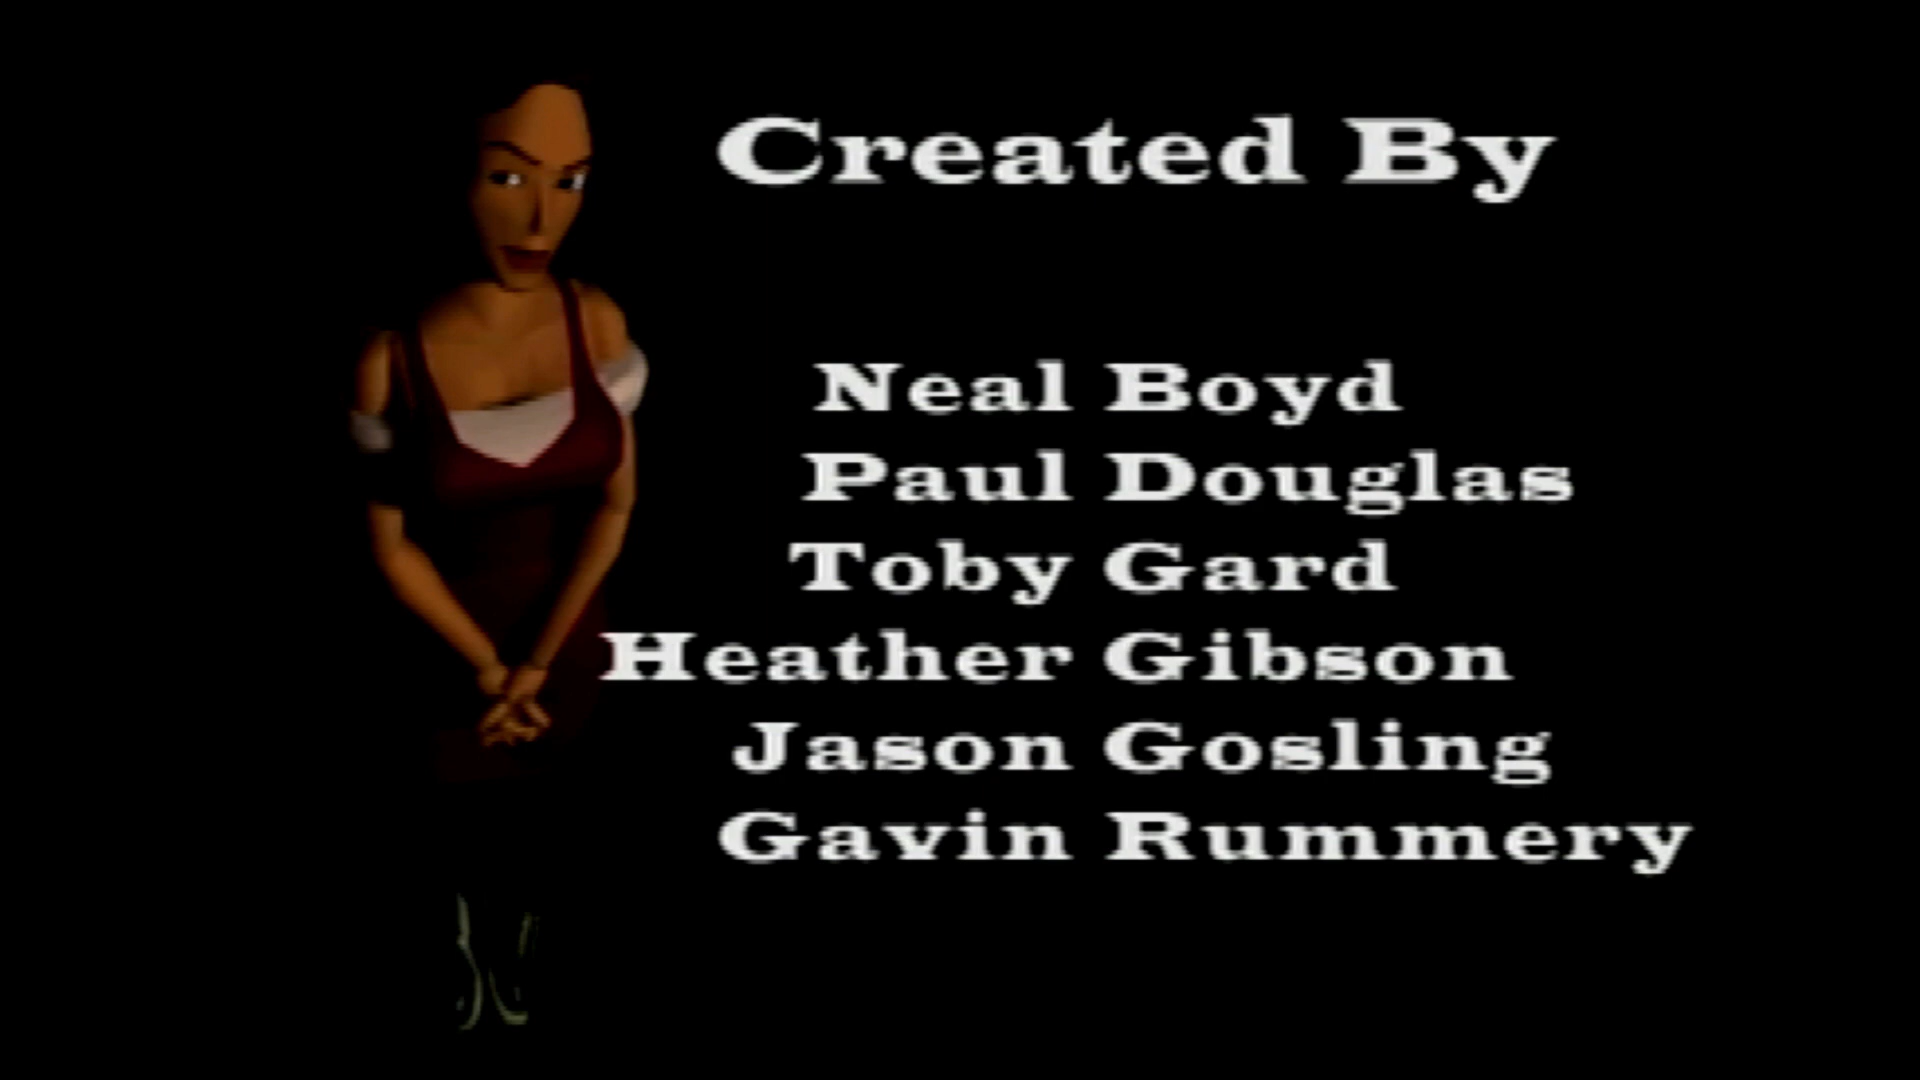 Created By
Neal Boyd
Paul Douglas
Toby Gard
Heather Gibson
Jason Gosling
Gavin Rummery